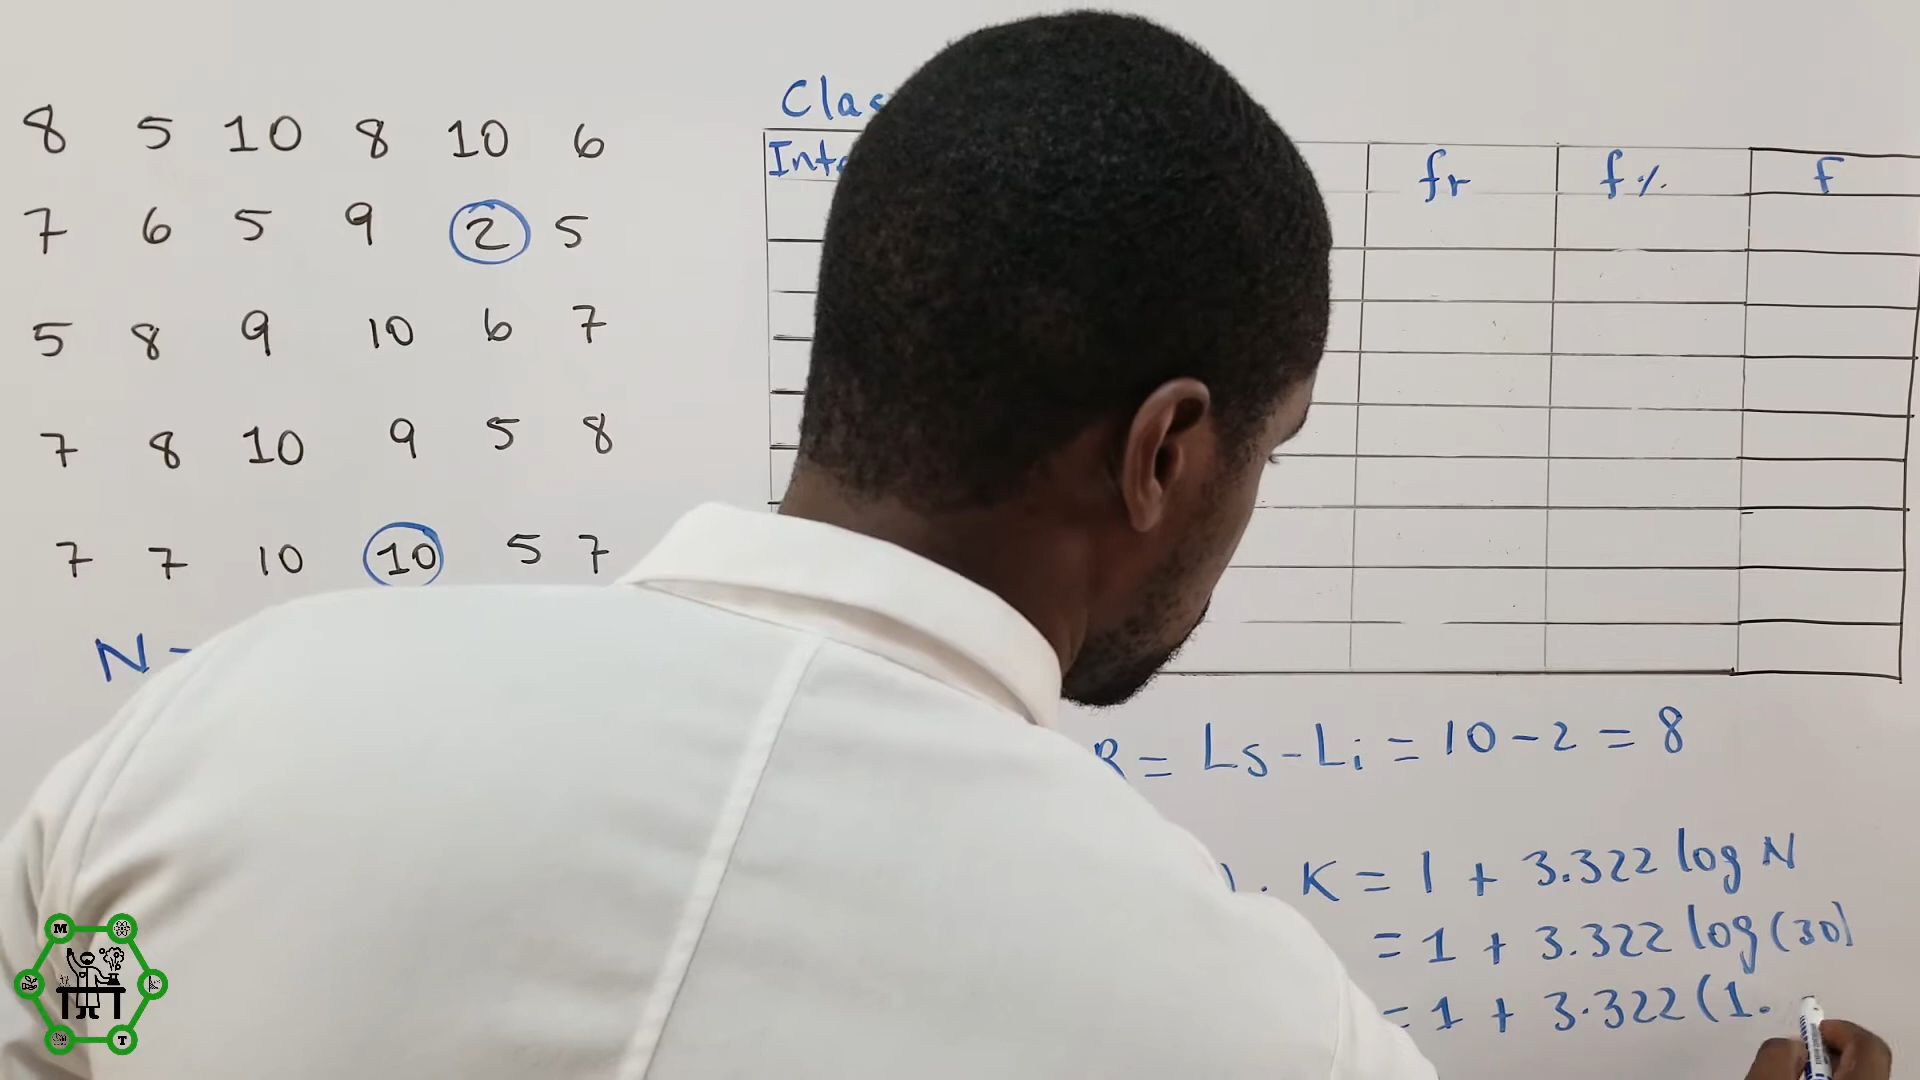 8 5 10 8 10 6
7 6 5 9 2 5
5 8 9 10 6 7
7 8 10 9 5 8
7 7 10 10 5 7
N
fr f% F
R = Ls - Li = 10 - 2 = 8
K = 1 + 3.322 log N
= 1 + 3.322 log (30)
= 1 + 3.322 (1.
M
T